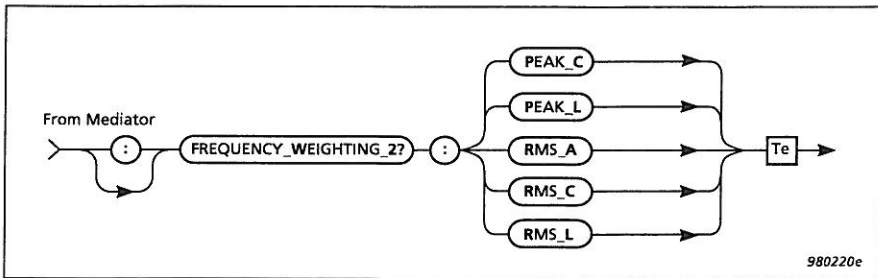 From Mediator
:
FREQUENCY_WEIGHTING_2?
:
PEAK_C
PEAK_L
RMS_A
RMS_C
RMS_L
Te
980220e